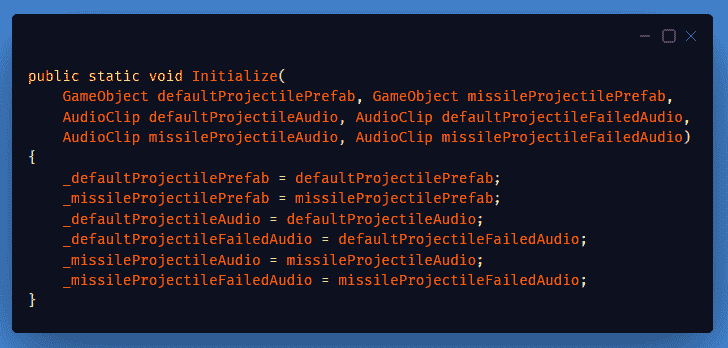 public static void Initialize(
    GameObject defaultProjectilePrefab, GameObject missileProjectilePrefab,
    AudioClip defaultProjectileAudio, AudioClip defaultProjectileFailedAudio,
    AudioClip missileProjectileAudio, AudioClip missileProjectileFailedAudio)
{
    _defaultProjectilePrefab = defaultProjectilePrefab;
    _missileProjectilePrefab = missileProjectilePrefab;
    _defaultProjectileAudio = defaultProjectileAudio;
    _defaultProjectileFailedAudio = defaultProjectileFailedAudio;
    _missileProjectileAudio = missileProjectileAudio;
    _missileProjectileFailedAudio = missileProjectileFailedAudio;
}